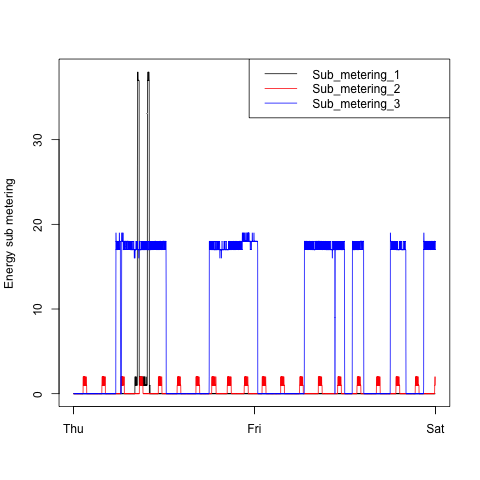 Sub_metering_1
Sub_metering_2
Sub_metering_3
Energy sub metering
30
20
10
0
Thu
Fri
Sat